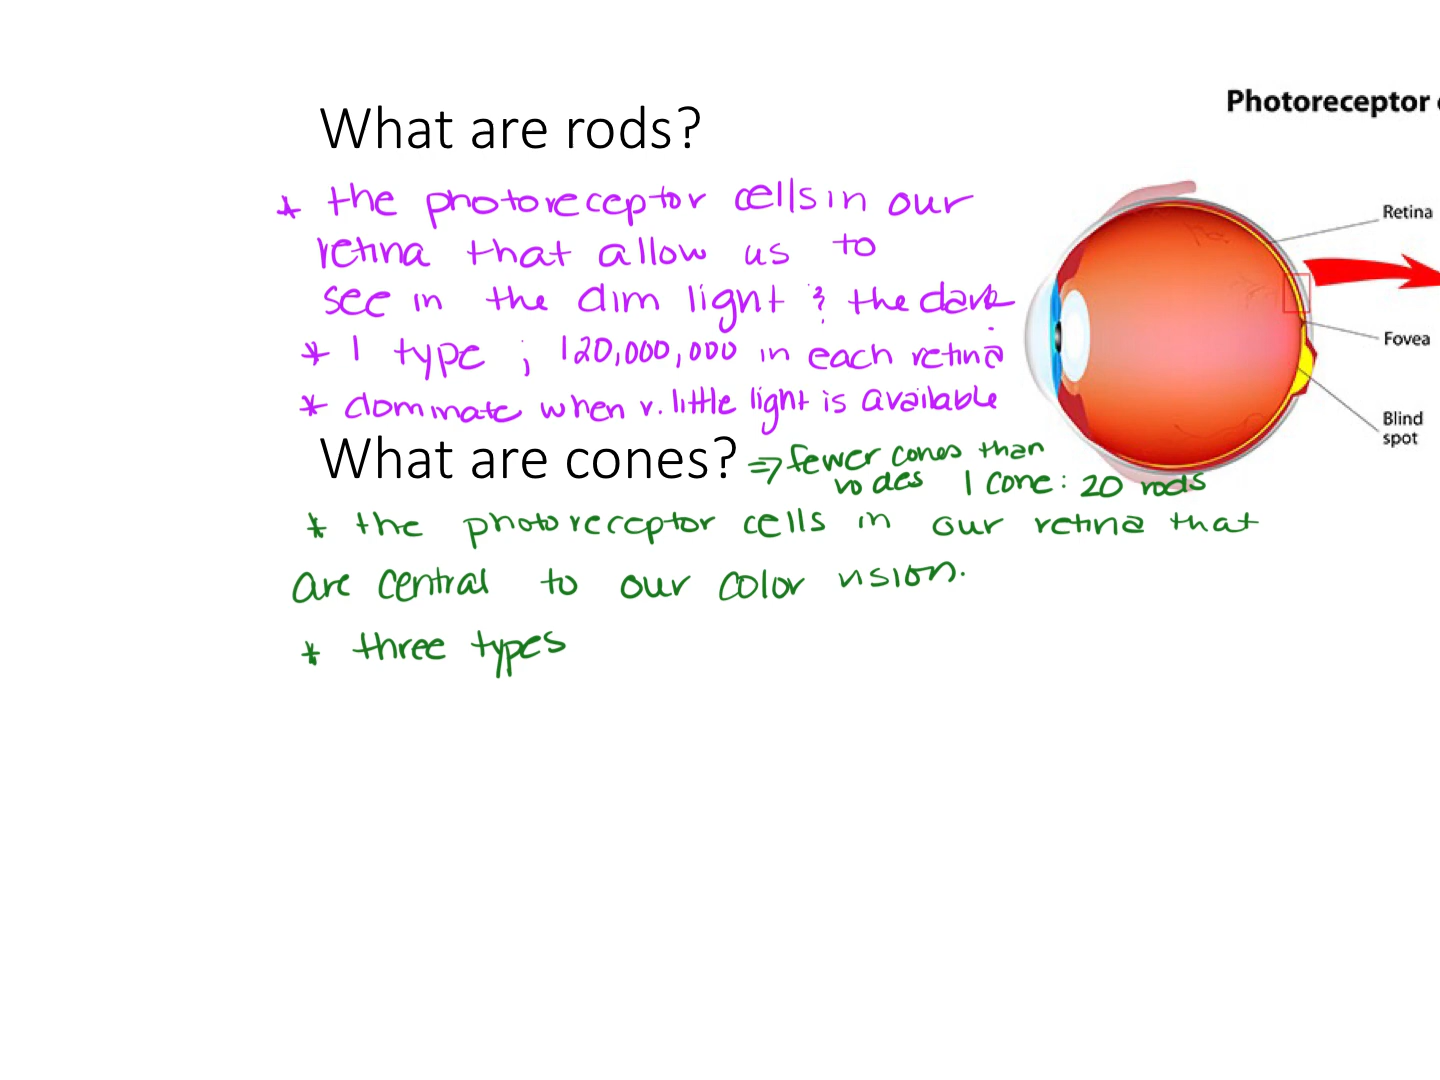 What are rods?
Photoreceptor
* the photoreceptor cells in our
retina that allow us to
see in the dim light & the dark
* 1 type ; 120,000,000 in each retina
* dominate when v. little light is available
Retina
Fovea
Blind
spot
What are cones? => fewer cones than
rodes 1 cone : 20 rods
* the photoreceptor cells in our retina that
are central to our color vision.
* three types